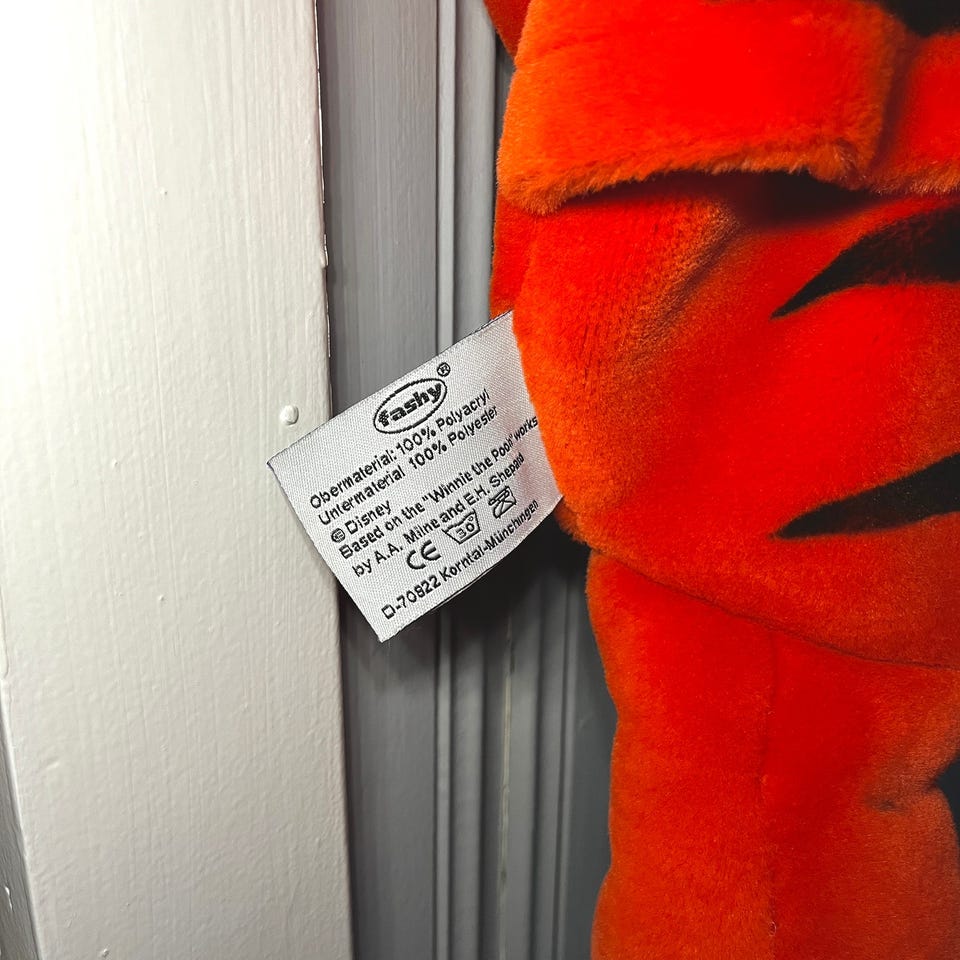 fashy®
Obermaterial: 100% Polyacryl
Untermaterial 100% Polyester
© Disney
Based on the "Winnie the Pooh" works
by A.A. Milne and E.H. Shepard
CE 30
D-70822 Korntal-Münchingen